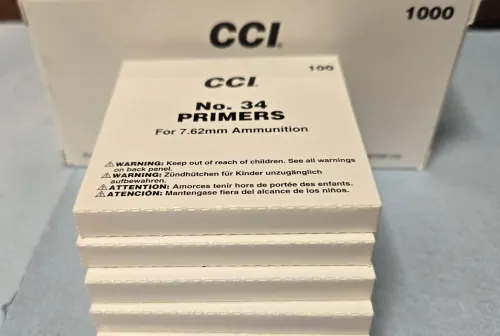 CCI
1000
CCI
100
No. 34
PRIMERS
For 7.62mm Ammunition
⚠WARNING: Keep out of reach of children. See all warnings
on back panel.
⚠WARNING: Zündhütchen für Kinder unzugänglich
aufbewahren.
⚠ATTENTION: Amorces tenir hors de portée des enfants.
⚠ATENCIÓN: Mantengase fiera del alcance de los niños.